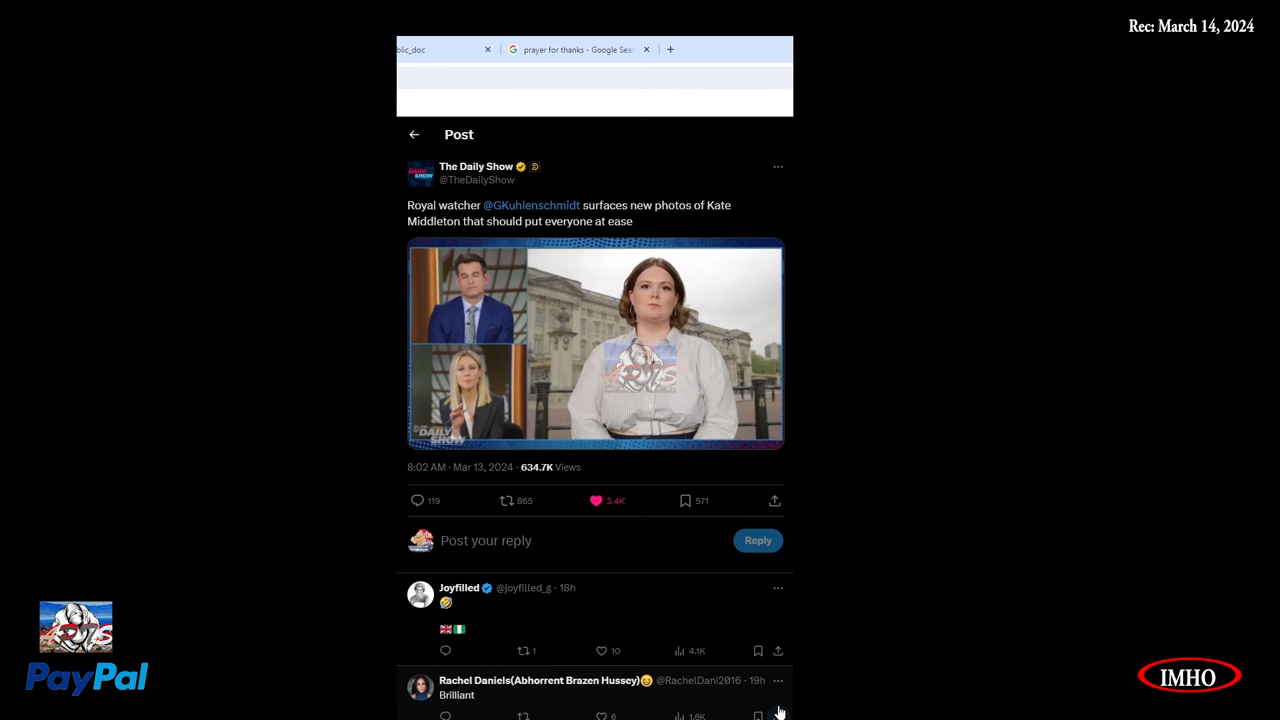 Rec: March 14, 2024
blic_doc
prayer for thanks - Google Sea
Post
The Daily Show
@TheDailyShow
Royal watcher @GKuhlenschmidt surfaces new photos of Kate
Middleton that should put everyone at ease
THE
DAILY
SHOW
8:02 AM · Mar 13, 2024 · 634.7K Views
119 865 3.4K 571
Post your reply
Reply
Joyfilled @joyfilled_g · 18h
1 10 4.1K
Rachel Daniels(Abhorrent Brazen Hussey)😆 @RachelDani2016 · 19h
Brilliant
6 1.6K
PayPal
IMHO